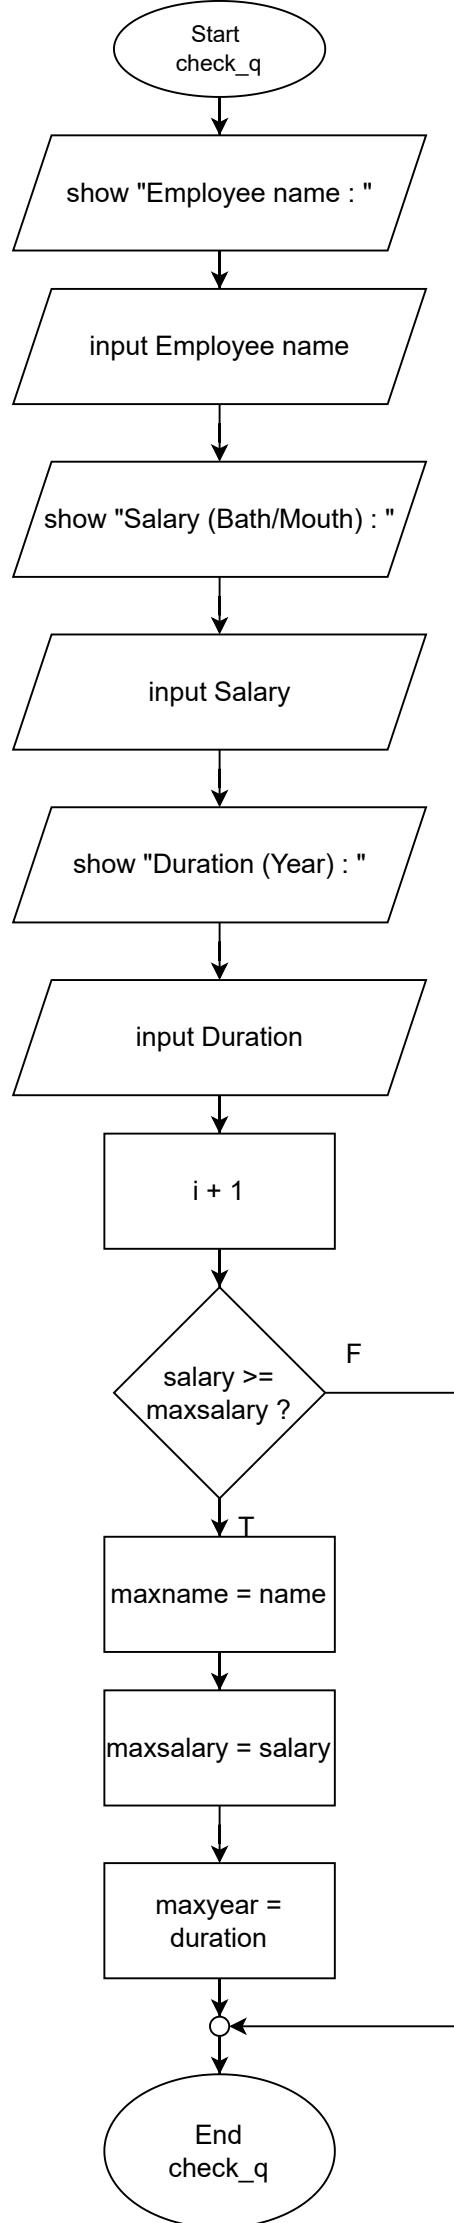 Start
check_q
show "Employee name : "
input Employee name
show "Salary (Bath/Mouth) : "
input Salary
show "Duration (Year) : "
input Duration
i + 1
F
salary >=
maxsalary ?
T
maxname = name
maxsalary = salary
maxyear =
duration
End
check_q